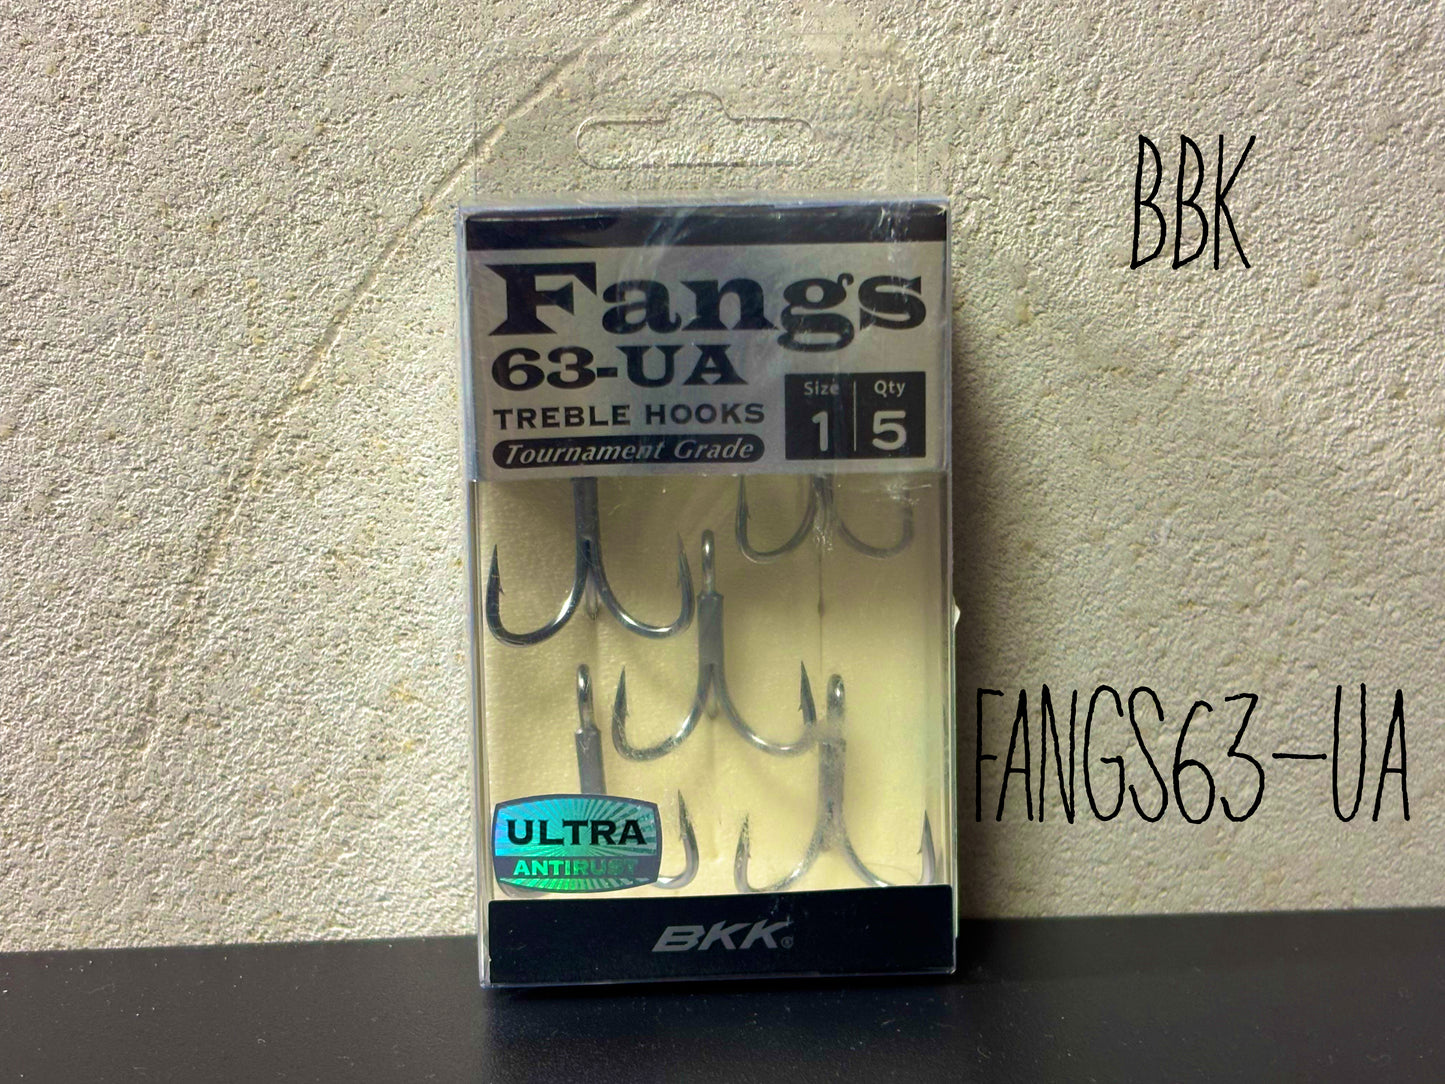 BBK
Fangs
63-UA
TREBLE HOOKS
Tournament Grade
Size
1
Qty
5
FANGS63-UA
ULTRA
ANTIRUST
BKK®